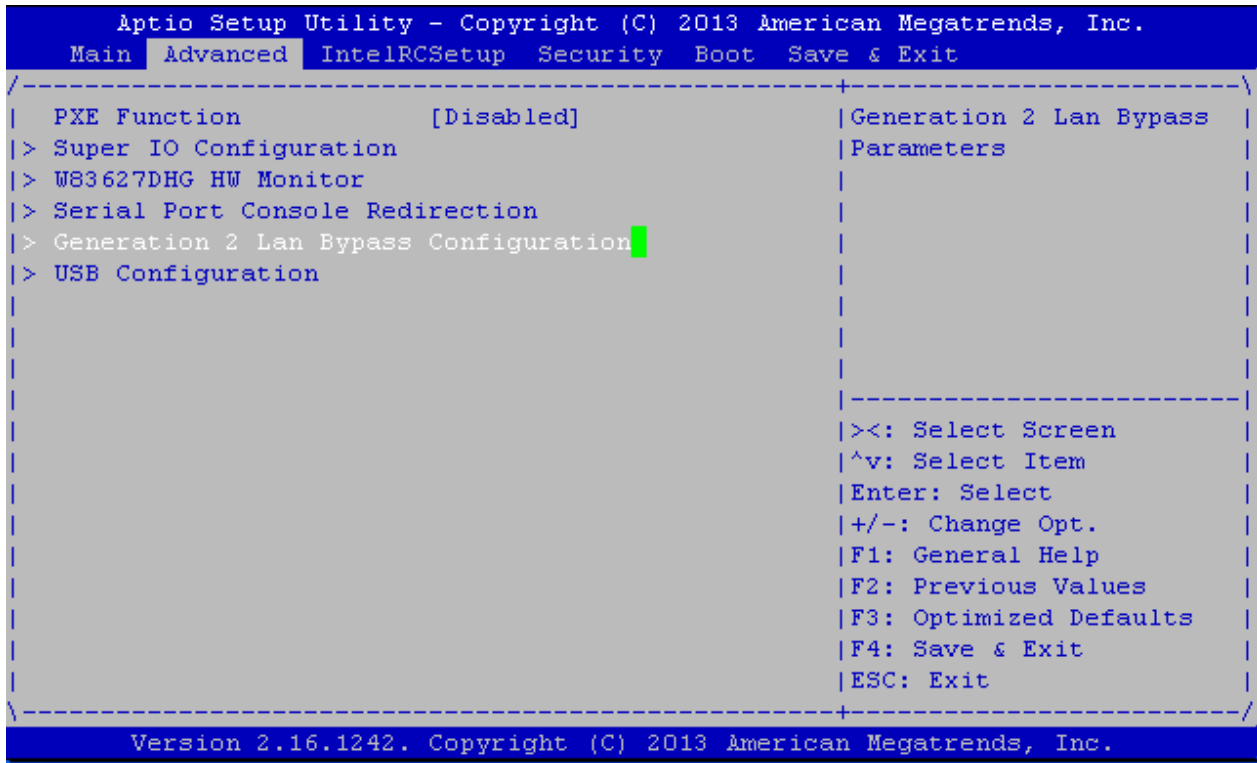 Aptio Setup Utility - Copyright (C) 2013 American Megatrends, Inc.
Main Advanced IntelRCSetup Security Boot Save & Exit
/----------------------------------------------------+-------------------------\
| PXE Function [Disabled] |Generation 2 Lan Bypass |
|> Super IO Configuration |Parameters |
|> W83627DHG HW Monitor | |
|> Serial Port Console Redirection | |
|> Generation 2 Lan Bypass Configuration | |
|> USB Configuration | |
| | |
| | |
| | |
| |-------------------------|
| |><: Select Screen |
| |^v: Select Item |
| |Enter: Select |
| |+/-: Change Opt. |
| |F1: General Help |
| |F2: Previous Values |
| |F3: Optimized Defaults |
| |F4: Save & Exit |
| |ESC: Exit |
\----------------------------------------------------+-------------------------/
Version 2.16.1242. Copyright (C) 2013 American Megatrends, Inc.